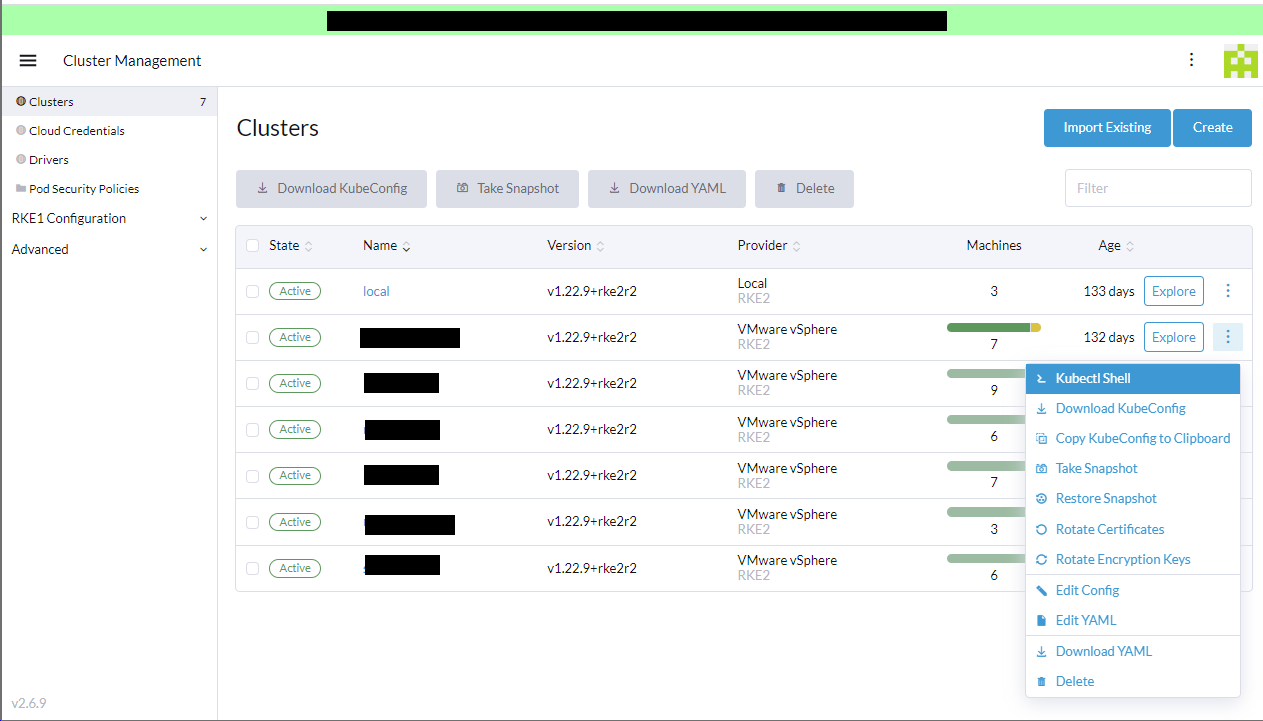 Cluster Management
Clusters 7
Cloud Credentials
Drivers
Pod Security Policies
RKE1 Configuration
Advanced
v2.6.9
Clusters
Import Existing Create
Download KubeConfig Take Snapshot Download YAML Delete Filter
State Name Version Provider Machines Age
Active local v1.22.9+rke2r2 Local RKE2 3 133 days Explore
Active v1.22.9+rke2r2 VMware vSphere RKE2 7 132 days Explore
Active v1.22.9+rke2r2 VMware vSphere RKE2 9
Active v1.22.9+rke2r2 VMware vSphere RKE2 6
Active v1.22.9+rke2r2 VMware vSphere RKE2 7
Active v1.22.9+rke2r2 VMware vSphere RKE2 3
Active v1.22.9+rke2r2 VMware vSphere RKE2 6
Kubectl Shell
Download KubeConfig
Copy KubeConfig to Clipboard
Take Snapshot
Restore Snapshot
Rotate Certificates
Rotate Encryption Keys
Edit Config
Edit YAML
Download YAML
Delete